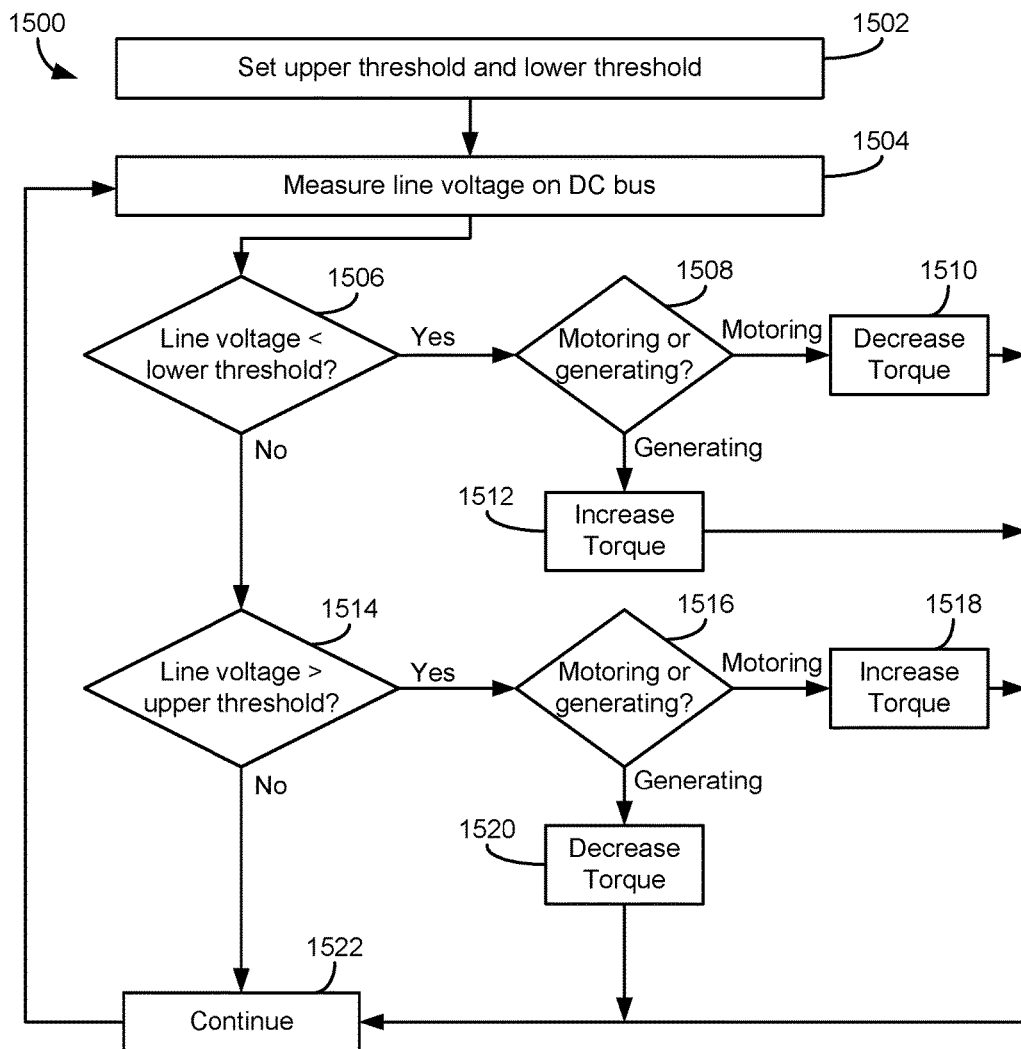 1500
1502
Set upper threshold and lower threshold
1504
Measure line voltage on DC bus
1506
Line voltage <
lower threshold?
Yes
1508
Motoring or
generating?
Motoring
1510
Decrease
Torque
No
Generating
1512
Increase
Torque
1514
Line voltage >
upper threshold?
Yes
1516
Motoring or
generating?
Motoring
1518
Increase
Torque
No
Generating
1520
Decrease
Torque
1522
Continue